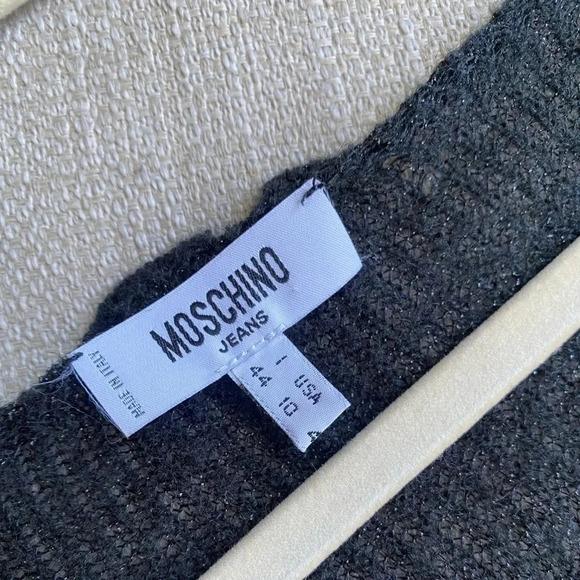 MOSCHINO
JEANS
MADE IN ITALY
I USA
44 10